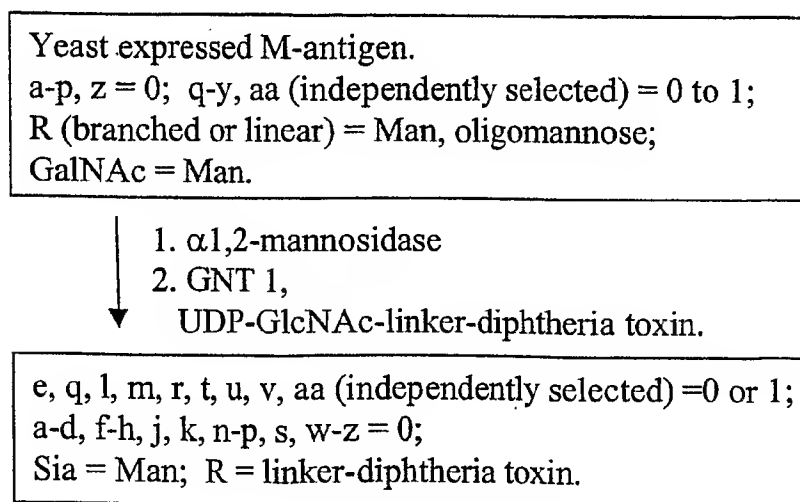 Yeast expressed M-antigen.
a-p, z = 0; q-y, aa (independently selected) = 0 to 1;
R (branched or linear) = Man, oligomannose;
GalNAc = Man.
1. α1,2-mannosidase
2. GNT 1,
UDP-GlcNAc-linker-diphtheria toxin.
e, q, l, m, r, t, u, v, aa (independently selected) =0 or 1;
a-d, f-h, j, k, n-p, s, w-z = 0;
Sia = Man; R = linker-diphtheria toxin.